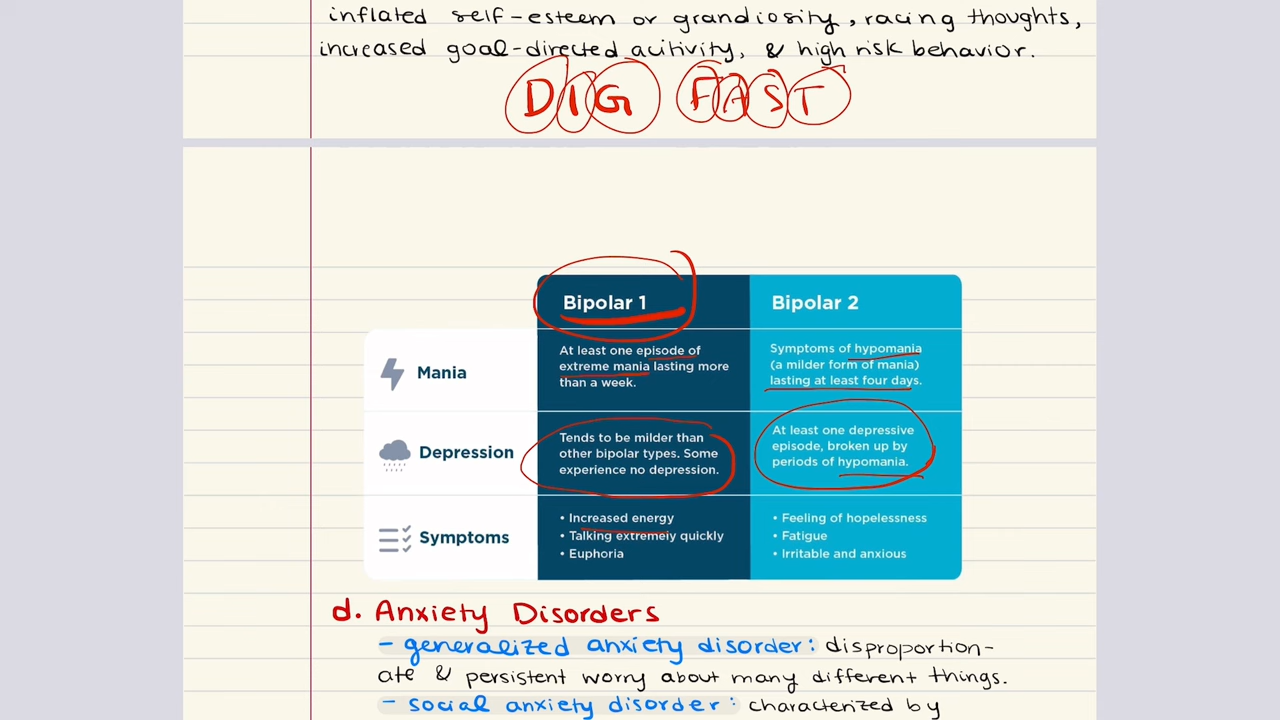 inflated self-esteem or grandiosity, racing thoughts,
increased goal-directed acitivity, & high risk behavior.
DIG FAST
Bipolar 1
Bipolar 2
Mania
At least one episode of
extreme mania lasting more
than a week.
Symptoms of hypomania
(a milder form of mania)
lasting at least four days.
Depression
Tends to be milder than
other bipolar types. Some
experience no depression.
At least one depressive
episode, broken up by
periods of hypomania.
Symptoms
• Increased energy
• Talking extremely quickly
• Euphoria
• Feeling of hopelessness
• Fatigue
• Irritable and anxious
d. Anxiety Disorders
- generalized anxiety disorder: disproportion-
ate & persistent worry about many different things.
- social anxiety disorder: characterized by